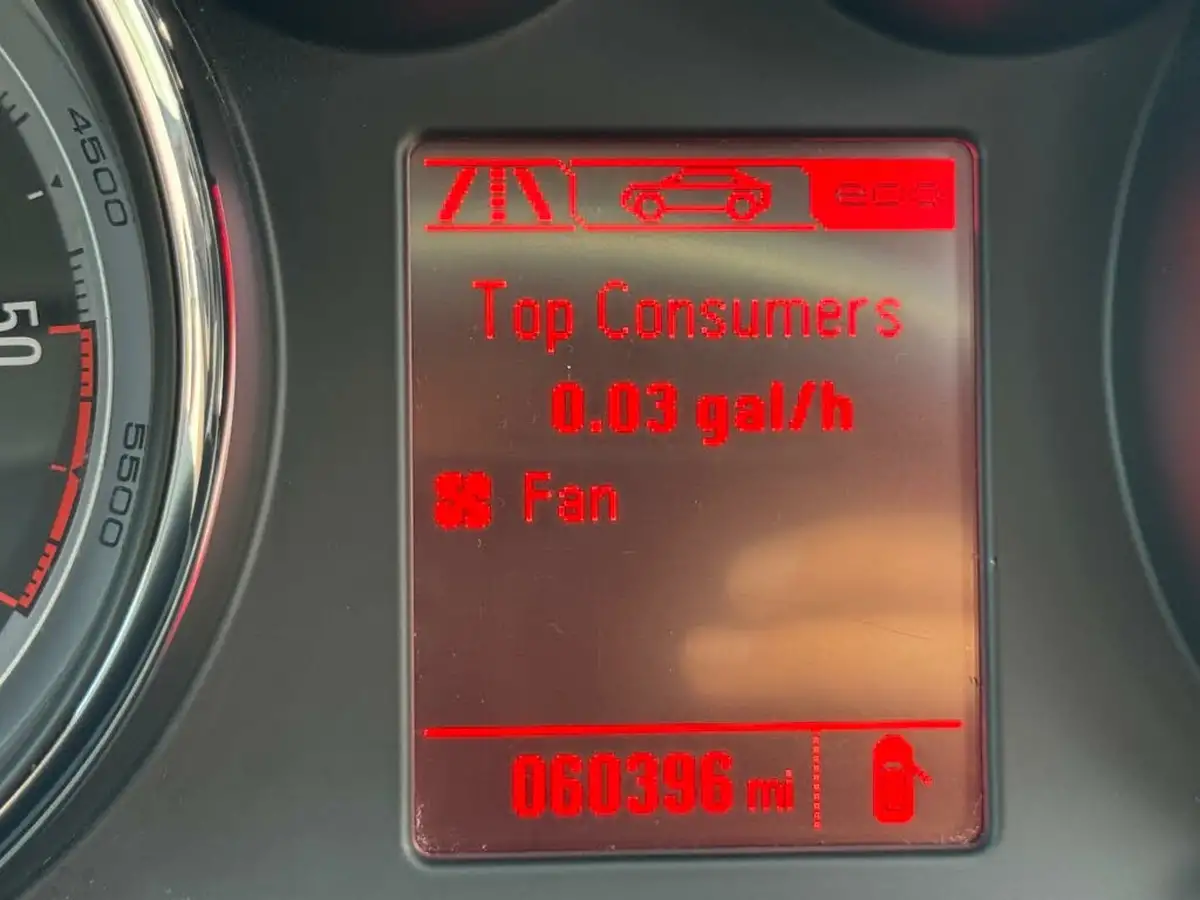 4500
50
5500
eco
Top Consumers
0.03 gal/h
Fan
060396 mi